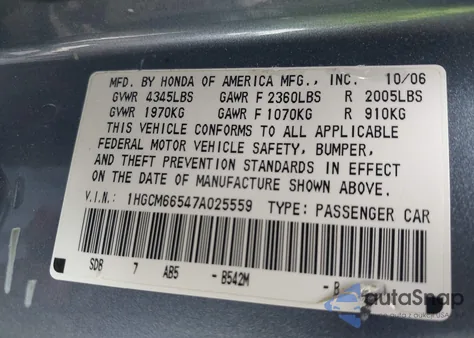 MFD. BY HONDA OF AMERICA MFG., INC. 10/06
GVWR 4345LBS GAWR F 2360LBS R 2005LBS
GVWR 1970KG GAWR F 1070KG R 910KG
THIS VEHICLE CONFORMS TO ALL APPLICABLE
FEDERAL MOTOR VEHICLE SAFETY, BUMPER,
AND THEFT PREVENTION STANDARDS IN EFFECT
ON THE DATE OF MANUFACTURE SHOWN ABOVE.
V.I.N.: 1HGCM66547A025559 TYPE: PASSENGER CAR
SDB 7 AB5 - B542M - B
autoSnap